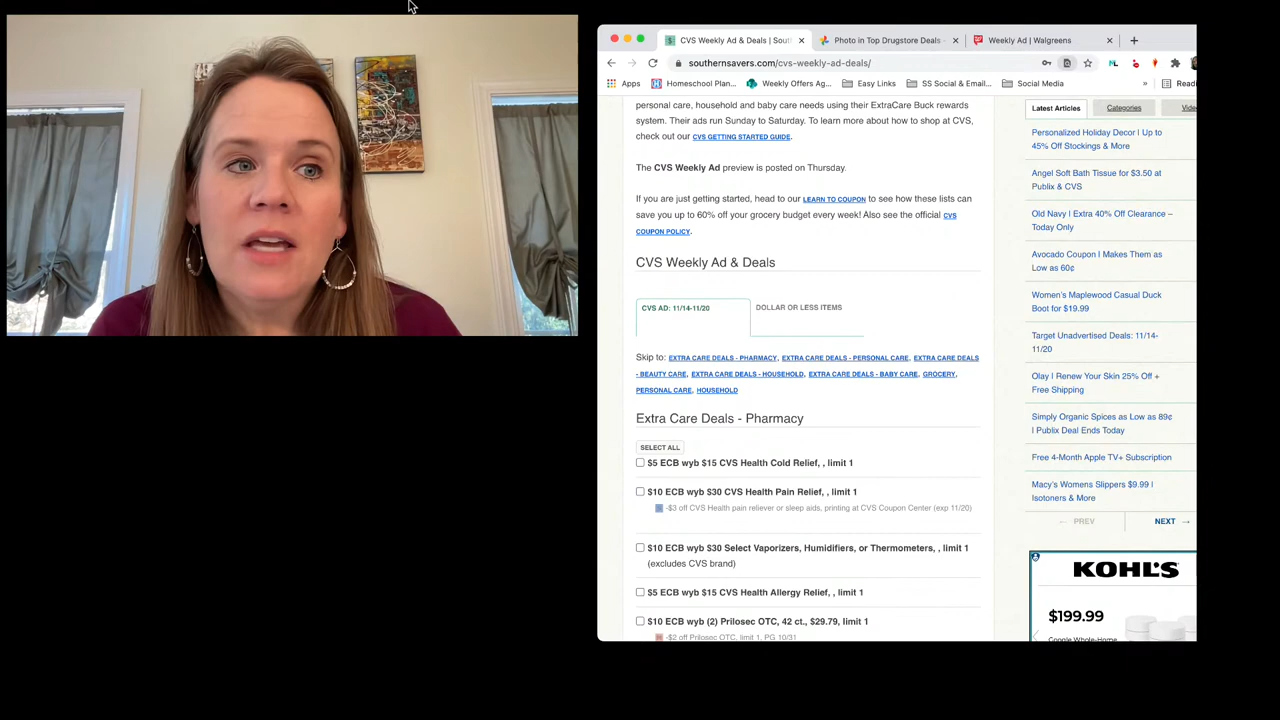 CVS Weekly Ad & Deals | Sout
Photo in Top Drugstore Deals -
Weekly Ad | Walgreens
southernsavers.com/cvs-weekly-ad-deals/
Apps
Homeschool Plan...
Weekly Offers Ag...
Easy Links
SS Social & Email...
Social Media
»
Readi
personal care, household and baby care needs using their ExtraCare Buck rewards
system. Their ads run Sunday to Saturday. To learn more about how to shop at CVS,
check out our CVS GETTING STARTED GUIDE.
The CVS Weekly Ad preview is posted on Thursday.
If you are just getting started, head to our LEARN TO COUPON to see how these lists can
save you up to 60% off your grocery budget every week! Also see the official CVS
COUPON POLICY.
CVS Weekly Ad & Deals
CVS AD: 11/14-11/20
DOLLAR OR LESS ITEMS
Skip to: EXTRA CARE DEALS - PHARMACY, EXTRA CARE DEALS - PERSONAL CARE, EXTRA CARE DEALS
- BEAUTY CARE, EXTRA CARE DEALS - HOUSEHOLD, EXTRA CARE DEALS - BABY CARE, GROCERY,
PERSONAL CARE, HOUSEHOLD
Extra Care Deals - Pharmacy
SELECT ALL
$5 ECB wyb $15 CVS Health Cold Relief, , limit 1
$10 ECB wyb $30 CVS Health Pain Relief, , limit 1
-$3 off CVS Health pain reliever or sleep aids, printing at CVS Coupon Center (exp 11/20)
$10 ECB wyb $30 Select Vaporizers, Humidifiers, or Thermometers, , limit 1
(excludes CVS brand)
$5 ECB wyb $15 CVS Health Allergy Relief, , limit 1
$10 ECB wyb (2) Prilosec OTC, 42 ct., $29.79, limit 1
-$2 off Prilosec OTC, limit 1, PG 10/31
Latest Articles
Categories
Vide
Personalized Holiday Decor | Up to
45% Off Stockings & More
Angel Soft Bath Tissue for $3.50 at
Publix & CVS
Old Navy | Extra 40% Off Clearance –
Today Only
Avocado Coupon | Makes Them as
Low as 60¢
Women's Maplewood Casual Duck
Boot for $19.99
Target Unadvertised Deals: 11/14-
11/20
Olay | Renew Your Skin 25% Off +
Free Shipping
Simply Organic Spices as Low as 89¢
| Publix Deal Ends Today
Free 4-Month Apple TV+ Subscription
Macy's Womens Slippers $9.99 |
Isotoners & More
← PREV
NEXT →
KOHL'S
$199.99
Google Whole-Home